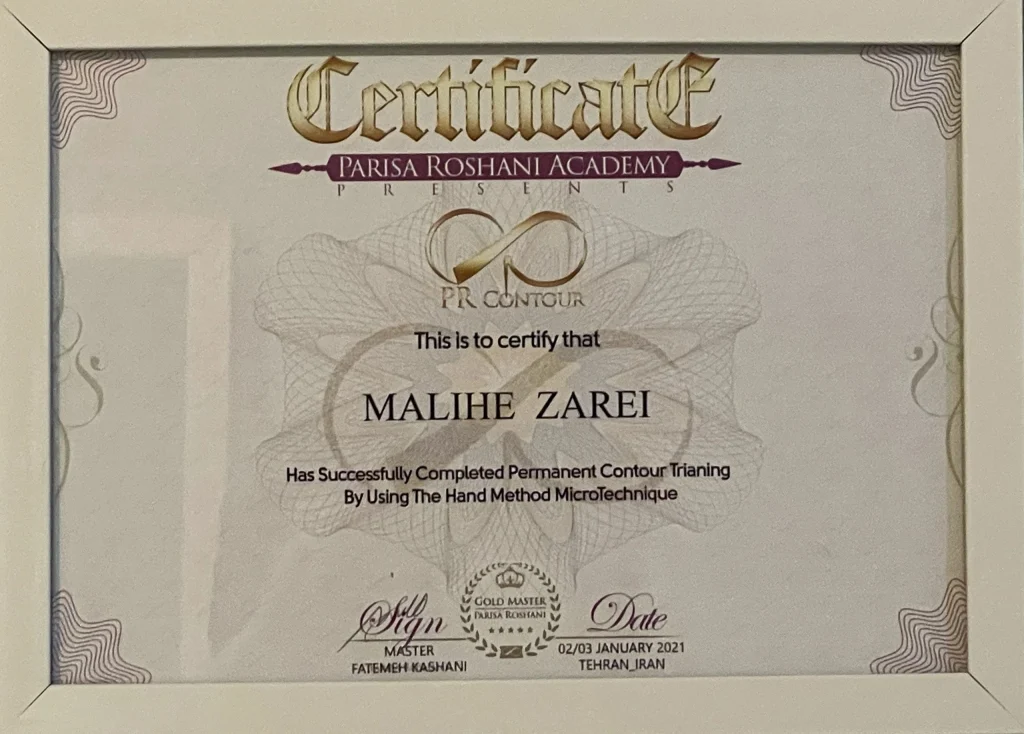 CertificatE
PARISA ROSHANI ACADEMY
PRESENTS
PR CONTOUR
This is to certify that
MALIHE ZAREI
Has Successfully Completed Permanent Contour Trianing
By Using The Hand Method MicroTechnique
Sign
MASTER
FATEMEH KASHANI
GOLD MASTER
PARISA ROSHANI
Date
02/03 JANUARY 2021
TEHRAN_IRAN